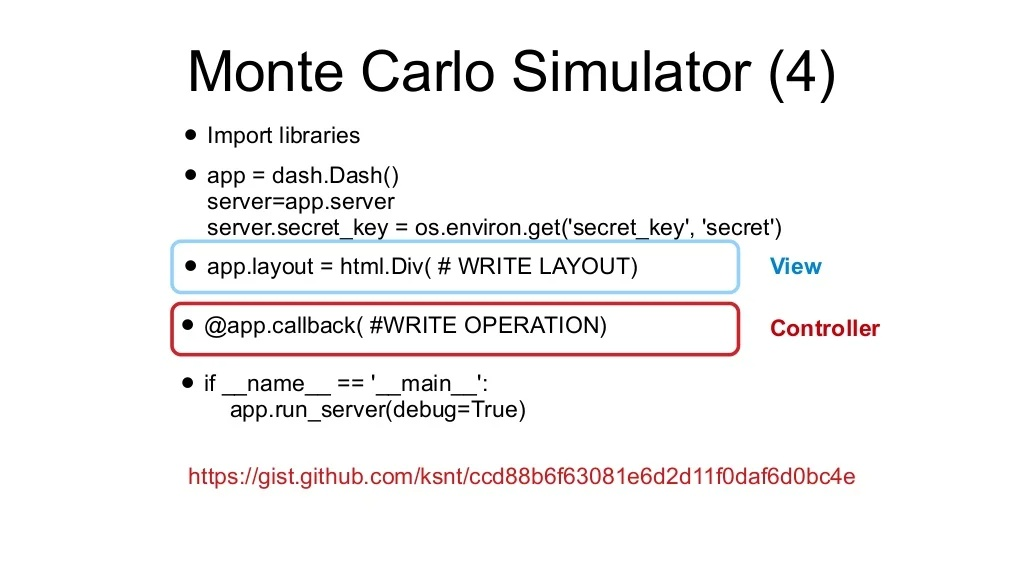 Monte Carlo Simulator (4)
• Import libraries
• app = dash.Dash()
server=app.server
server.secret_key = os.environ.get('secret_key', 'secret')
• app.layout = html.Div( # WRITE LAYOUT)
View
• @app.callback( #WRITE OPERATION)
Controller
• if __name__ == '__main__':
app.run_server(debug=True)
https://gist.github.com/ksnt/ccd88b6f63081e6d2d11f0daf6d0bc4e